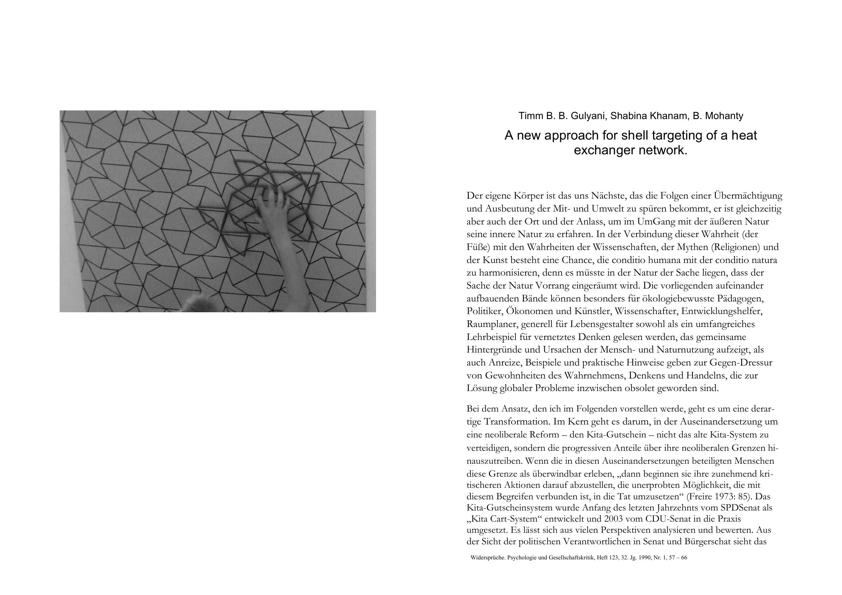 Timm B. B. Gulyani, Shabina Khanam, B. Mohanty
A new approach for shell targeting of a heat
exchanger network.
Der eigene Körper ist das uns Nächste, das die Folgen einer Übermächtigung
und Ausbeutung der Mit- und Umwelt zu spüren bekommt, er ist gleichzeitig
aber auch der Ort und der Anlass, um im UmGang mit der äußeren Natur
seine innere Natur zu erfahren. In der Verbindung dieser Wahrheit (der
Füße) mit den Wahrheiten der Wissenschaften, der Mythen (Religionen) und
der Kunst besteht eine Chance, die conditio humana mit der conditio natura
zu harmonisieren, denn es müsste in der Natur der Sache liegen, dass der
Sache der Natur Vorrang eingeräumt wird. Die vorliegenden aufeinander
aufbauenden Bände können besonders für ökologiebewusste Pädagogen,
Politiker, Ökonomen und Künstler, Wissenschafter, Entwicklungshelfer,
Raumplaner, generell für Lebensgestalter sowohl als ein umfangreiches
Lehrbeispiel für vernetztes Denken gelesen werden, das gemeinsame
Hintergründe und Ursachen der Mensch- und Naturnutzung aufzeigt, als
auch Anreize, Beispiele und praktische Hinweise geben zur Gegen-Dressur
von Gewohnheiten des Wahrnehmens, Denkens und Handelns, die zur
Lösung globaler Probleme inzwischen obsolet geworden sind.
Bei dem Ansatz, den ich im Folgenden vorstellen werde, geht es um eine derar-
tige Transformation. Im Kern geht es darum, in der Auseinandersetzung um
eine neoliberale Reform – den Kita-Gutschein – nicht das alte Kita-System zu
verteidigen, sondern die progressiven Anteile über ihre neoliberalen Grenzen hi-
nauszutreiben. Wenn die in diesen Auseinandersetzungen beteiligten Menschen
diese Grenze als überwindbar erleben, „dann beginnen sie ihre zunehmend kri-
tischeren Aktionen darauf abzustellen, die unerprobten Möglichkeit, die mit
diesem Begreifen verbunden ist, in die Tat umzusetzen“ (Freire 1973: 85). Das
Kita-Gutscheinsystem wurde Anfang des letzten Jahrzehnts vom SPDSenat als
„Kita Cart-System“ entwickelt und 2003 vom CDU-Senat in die Praxis
umgesetzt. Es lässt sich aus vielen Perspektiven analysieren und bewerten. Aus
der Sicht der politischen Verantwortlichen in Senat und Bürgerschat sieht das
Widersprüche. Psychologie und Gesellschaftskritik, Heft 123, 32. Jg. 1990, Nr. 1, 57 – 66